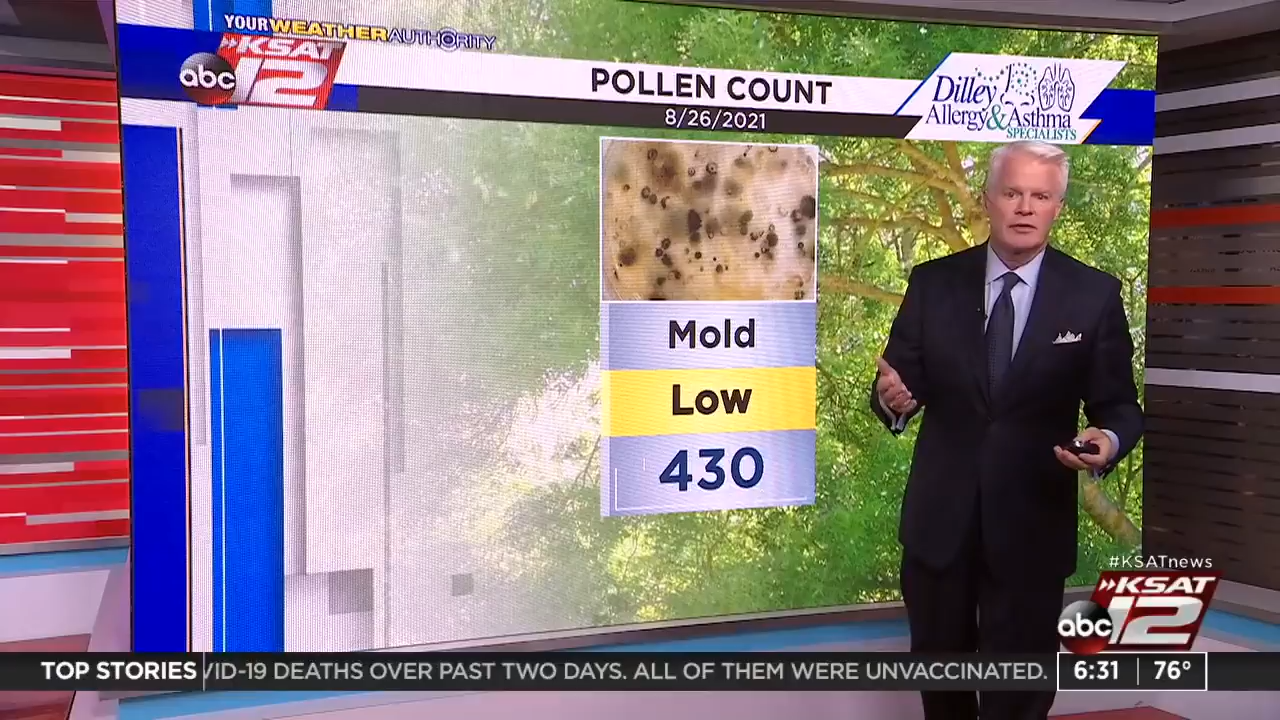 YOUR WEATHER AUTHORITY
»KSAT
abc 12
POLLEN COUNT
8/26/2021
Dilley
Allergy & Asthma
SPECIALISTS
Mold
Low
430
#KSATnews
»KSAT
abc 12
TOP STORIES VID-19 DEATHS OVER PAST TWO DAYS. ALL OF THEM WERE UNVACCINATED. 6:31 76°